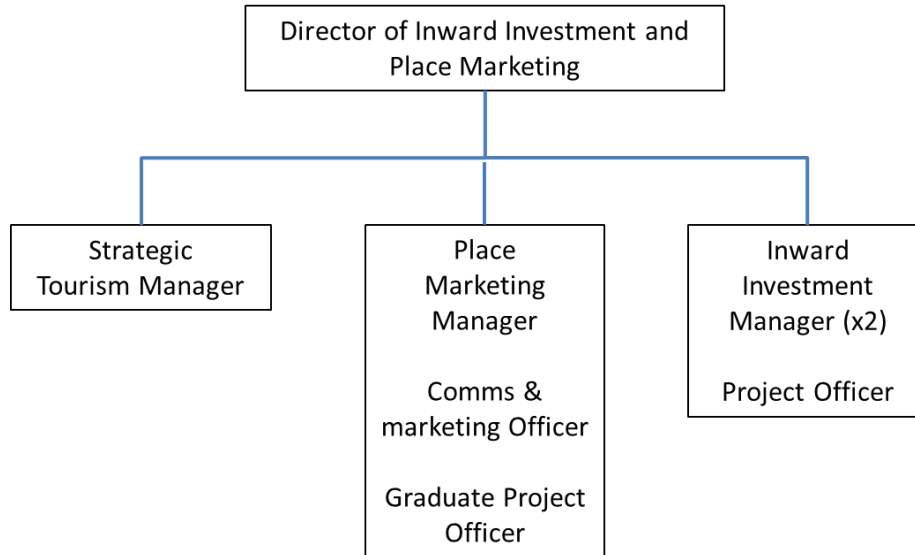 Director of Inward Investment and
Place Marketing
Strategic
Tourism Manager
Place
Marketing
Manager
Comms &
marketing Officer
Graduate Project
Officer
Inward
Investment
Manager (x2)
Project Officer